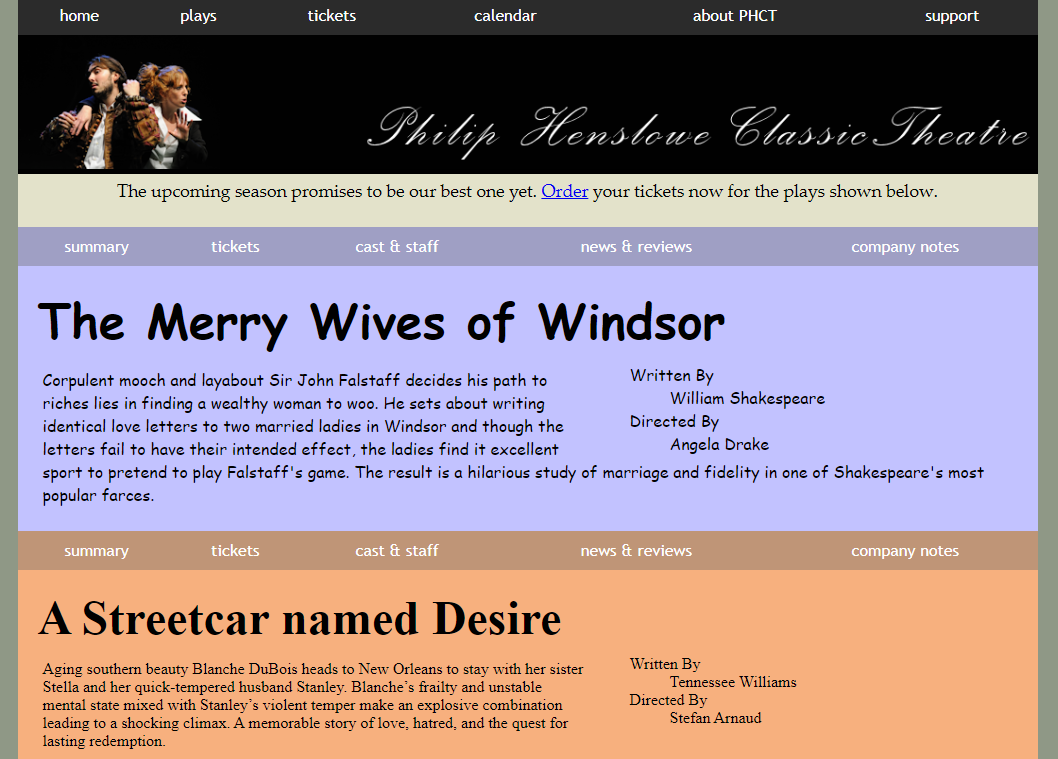 home plays tickets calendar about PHCT support
Philip Henslowe Classic Theatre
The upcoming season promises to be our best one yet. Order your tickets now for the plays shown below.
summary tickets cast & staff news & reviews company notes
The Merry Wives of Windsor
Corpulent mooch and layabout Sir John Falstaff decides his path to
riches lies in finding a wealthy woman to woo. He sets about writing
identical love letters to two married ladies in Windsor and though the
letters fail to have their intended effect, the ladies find it excellent
sport to pretend to play Falstaff's game. The result is a hilarious study of marriage and fidelity in one of Shakespeare's most
popular farces.
Written By
William Shakespeare
Directed By
Angela Drake
summary tickets cast & staff news & reviews company notes
A Streetcar named Desire
Aging southern beauty Blanche DuBois heads to New Orleans to stay with her sister
Stella and her quick-tempered husband Stanley. Blanche’s frailty and unstable
mental state mixed with Stanley’s violent temper make an explosive combination
leading to a shocking climax. A memorable story of love, hatred, and the quest for
lasting redemption.
Written By
Tennessee Williams
Directed By
Stefan Arnaud